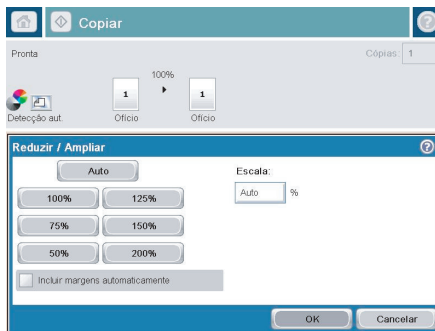 Copiar
Pronta
Cópias: 1
100%
1 1
Detecção aut. Ofício Ofício
Reduzir / Ampliar
Auto
Escala:
100% 125%
Auto %
75% 150%
50% 200%
Incluir margens automaticamente
OK Cancelar